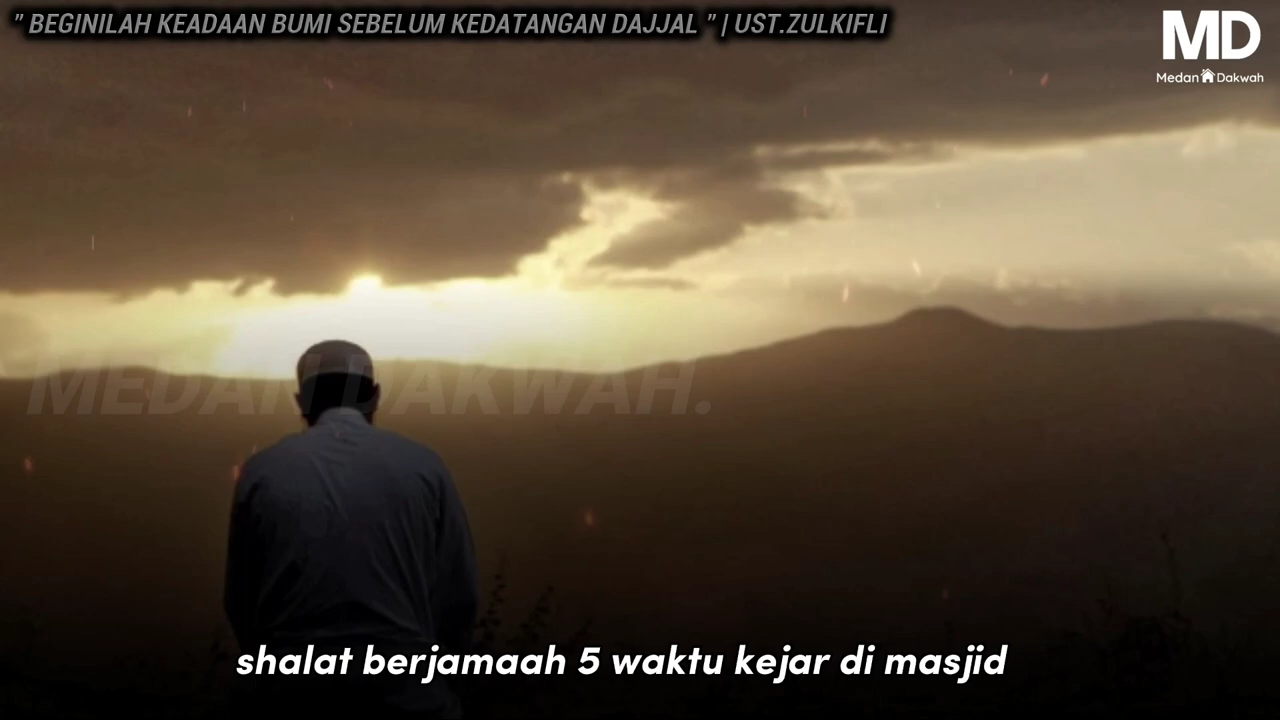 " BEGINILAH KEADAAN BUMI SEBELUM KEDATANGAN DAJJAL " | UST.ZULKIFLI
MD
Medan Dakwah
MEDAN DAKWAH.
shalat berjamaah 5 waktu kejar di masjid